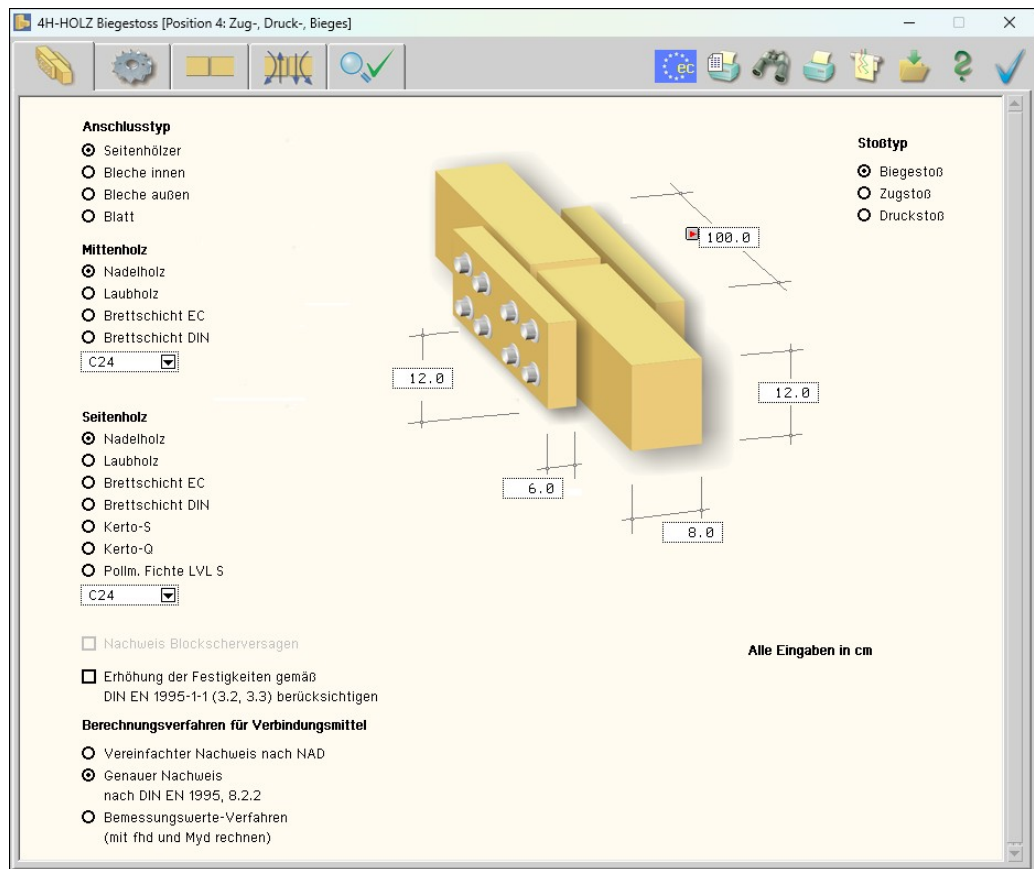 4H-HOLZ Biegestoss [Position 4: Zug-, Druck-, Bieges]
ec
Anschlusstyp
Seitenhölzer
Bleche innen
Bleche außen
Blatt
Mittenholz
Nadelholz
Laubholz
Brettschicht EC
Brettschicht DIN
C24
Seitenholz
Nadelholz
Laubholz
Brettschicht EC
Brettschicht DIN
Kerto-S
Kerto-Q
Pollm. Fichte LVL S
C24
Nachweis Blockscherversagen
Erhöhung der Festigkeiten gemäß
DIN EN 1995-1-1 (3.2, 3.3) berücksichtigen
Berechnungsverfahren für Verbindungsmittel
Vereinfachter Nachweis nach NAD
Genauer Nachweis
nach DIN EN 1995, 8.2.2
Bemessungswerte-Verfahren
(mit fhd und Myd rechnen)
100.0
12.0
12.0
6.0
8.0
Stoßtyp
Biegestoß
Zugstoß
Druckstoß
Alle Eingaben in cm